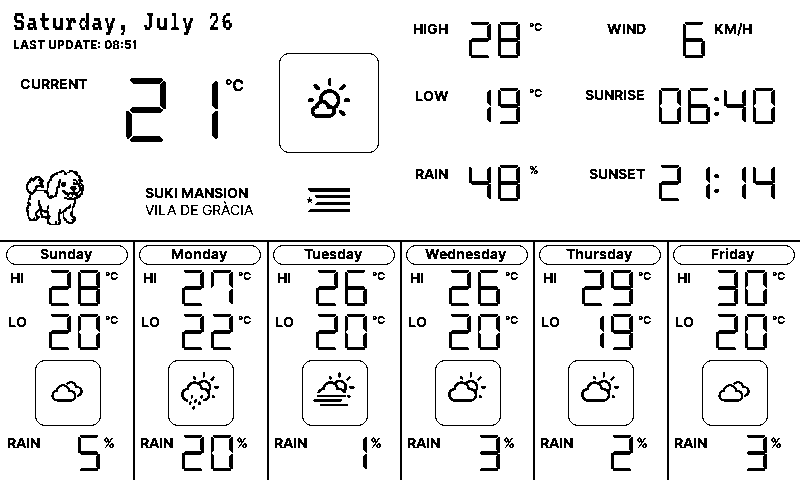 Saturday, July 26
LAST UPDATE: 08:51
CURRENT 21 °C
SUKI MANSION
VILA DE GRÀCIA
HIGH 28 °C
LOW 19 °C
RAIN 48 %
WIND 6 KM/H
SUNRISE 06:40
SUNSET 21:14
Sunday
HI 28 °C
LO 20 °C
RAIN 5 %
Monday
HI 27 °C
LO 22 °C
RAIN 20 %
Tuesday
HI 26 °C
LO 20 °C
RAIN 1 %
Wednesday
HI 26 °C
LO 20 °C
RAIN 3 %
Thursday
HI 29 °C
LO 19 °C
RAIN 2 %
Friday
HI 30 °C
LO 20 °C
RAIN 3 %